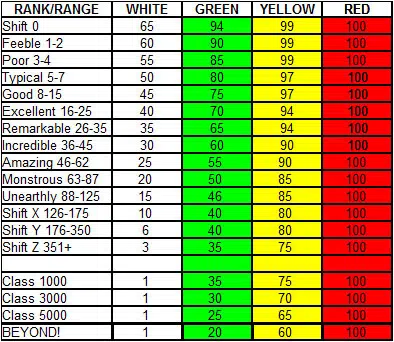 RANK/RANGE WHITE GREEN YELLOW RED
Shift 0 65 94 99 100
Feeble 1-2 60 90 99 100
Poor 3-4 55 85 99 100
Typical 5-7 50 80 97 100
Good 8-15 45 75 97 100
Excellent 16-25 40 70 94 100
Remarkable 26-35 35 65 94 100
Incredible 36-45 30 60 90 100
Amazing 46-62 25 55 90 100
Monstrous 63-87 20 50 85 100
Unearthly 88-125 15 46 85 100
Shift X 126-175 10 40 80 100
Shift Y 176-350 6 40 80 100
Shift Z 351+ 3 35 75 100
Class 1000 1 35 75 100
Class 3000 1 30 70 100
Class 5000 1 25 65 100
BEYOND! 1 20 60 100